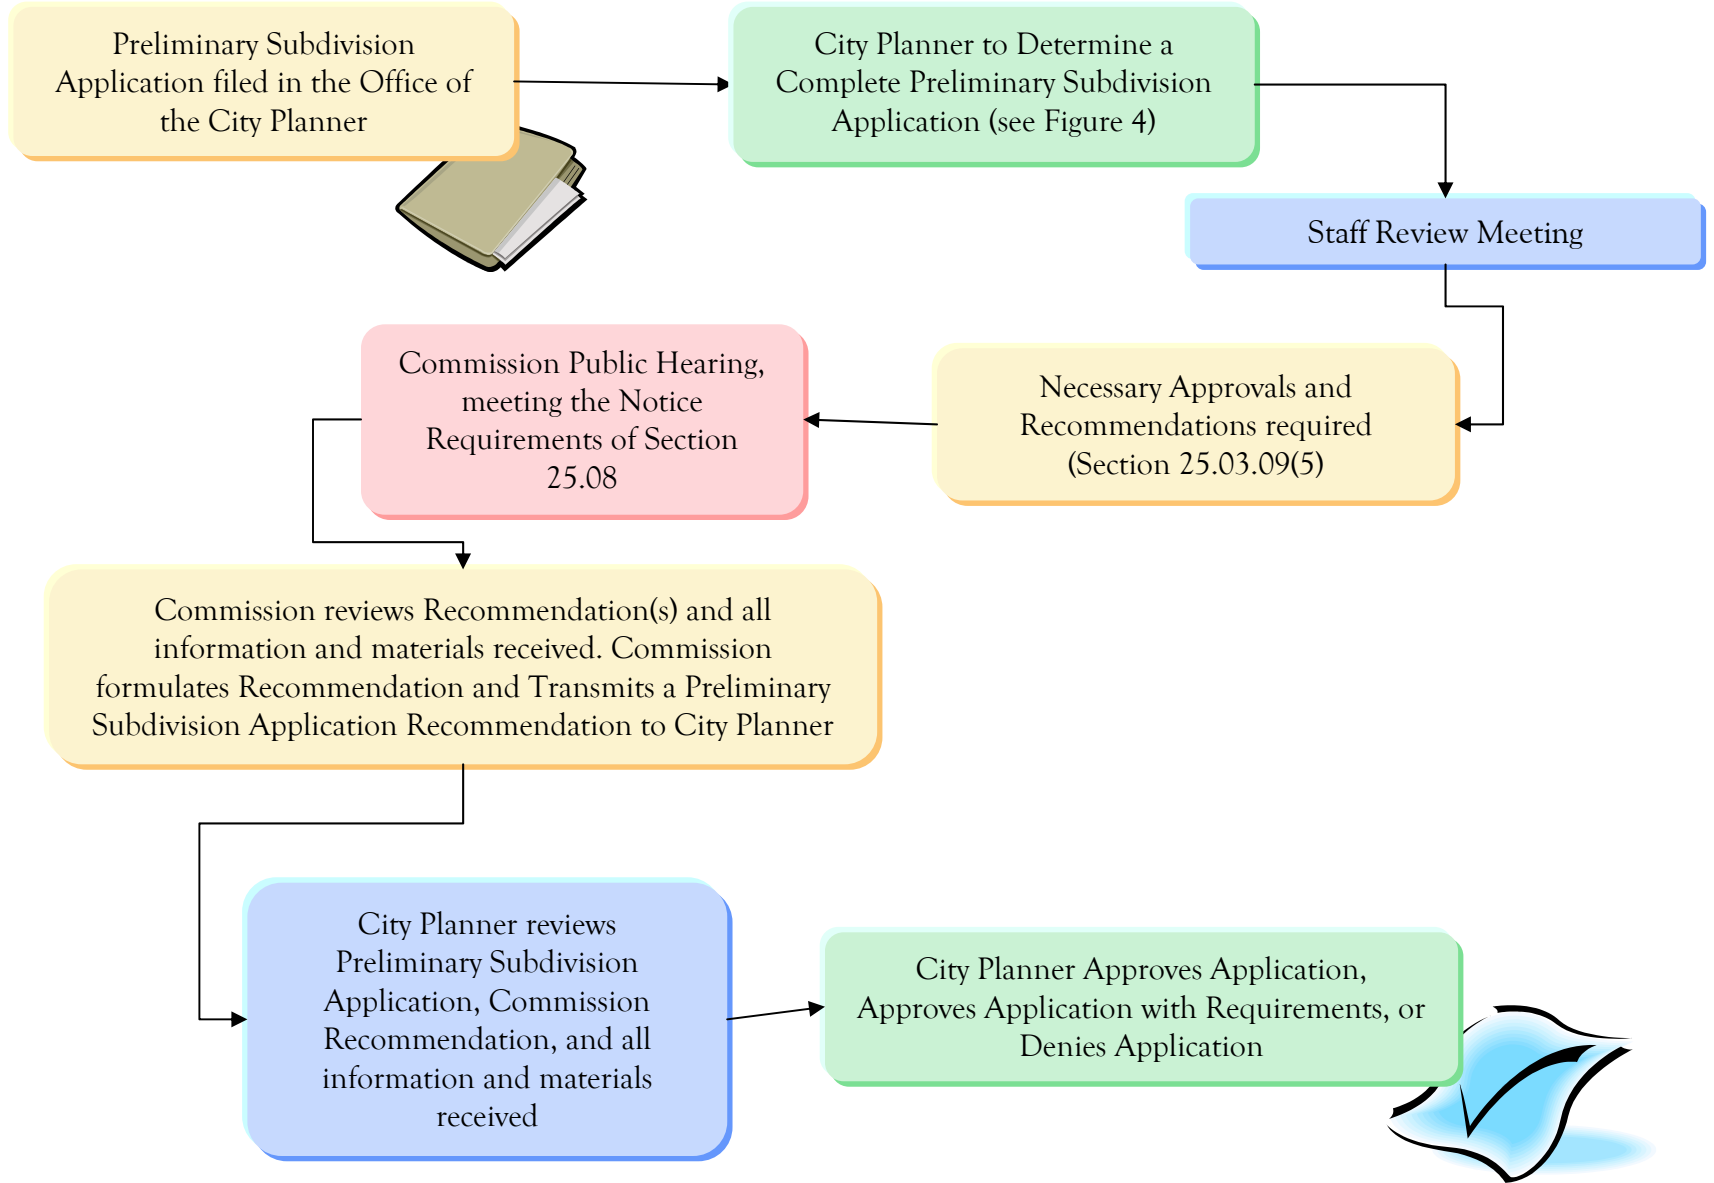 Preliminary Subdivision
Application filed in the Office of
the City Planner
City Planner to Determine a
Complete Preliminary Subdivision
Application (see Figure 4)
Staff Review Meeting
Necessary Approvals and
Recommendations required
(Section 25.03.09(5)
Commission Public Hearing,
meeting the Notice
Requirements of Section
25.08
Commission reviews Recommendation(s) and all
information and materials received. Commission
formulates Recommendation and Transmits a Preliminary
Subdivision Application Recommendation to City Planner
City Planner reviews
Preliminary Subdivision
Application, Commission
Recommendation, and all
information and materials
received
City Planner Approves Application,
Approves Application with Requirements, or
Denies Application